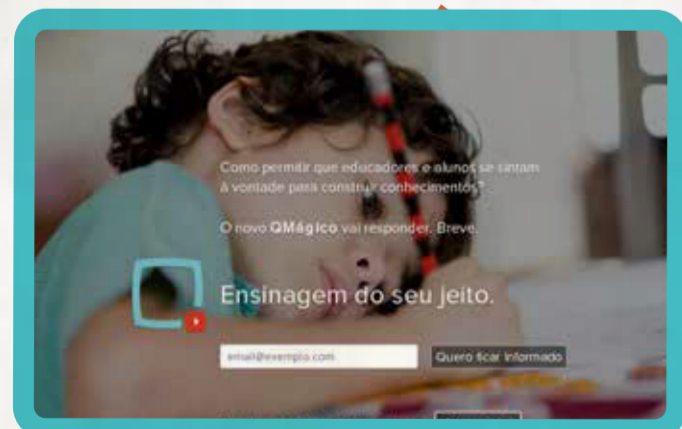 Como permitir que educadores e alunos se sintam
à vontade para construir conhecimentos?
O novo QMágico vai responder. Breve.
Ensinagem do seu jeito.
email@exemplo.com
Quero ficar informado